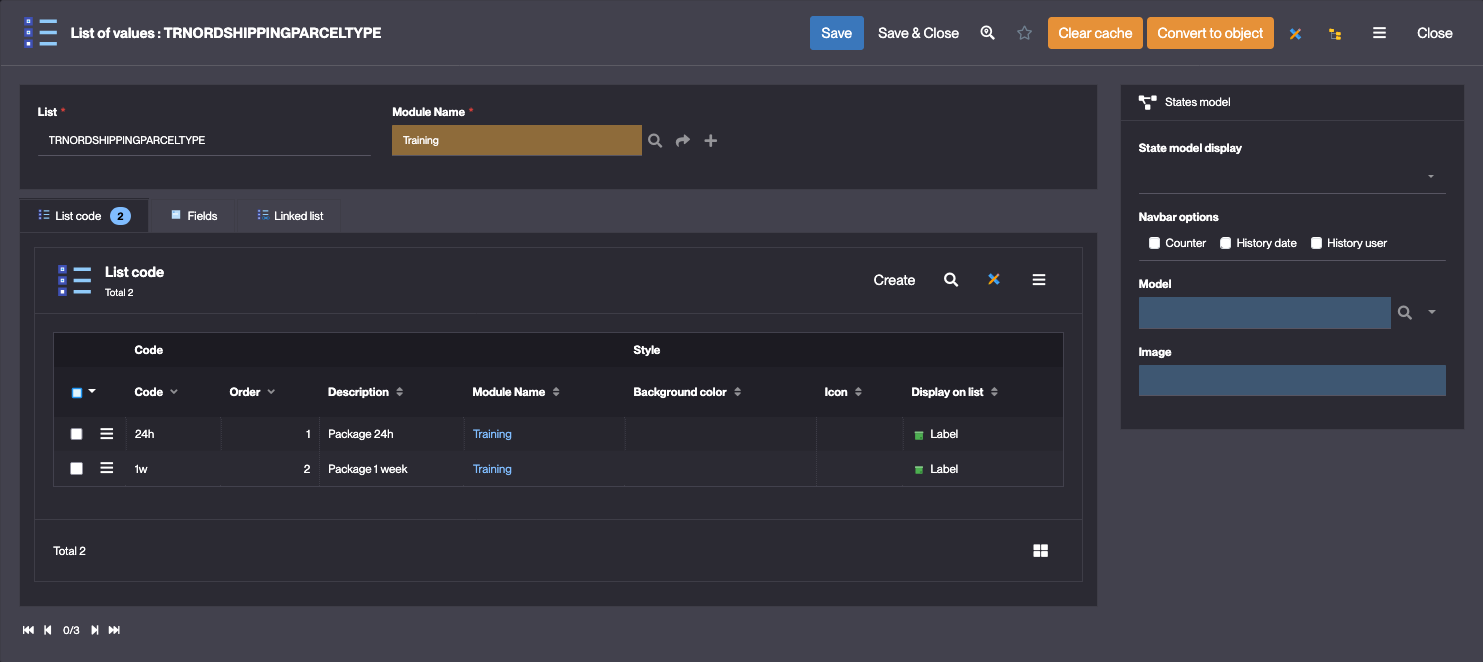 List of values : TRNORDSHIPPINGPARCELTYPE
Save Save & Close Clear cache Convert to object Close
List * Module Name *
TRNORDSHIPPINGPARCELTYPE Training
States model
State model display
Navbar options
Counter History date History user
Model
Image
List code 2 Fields Linked list
List code
Total 2
Create
Code Style
Code Order Description Module Name Background color Icon Display on list
24h 1 Package 24h Training Label
1w 2 Package 1 week Training Label
Total 2
0/3